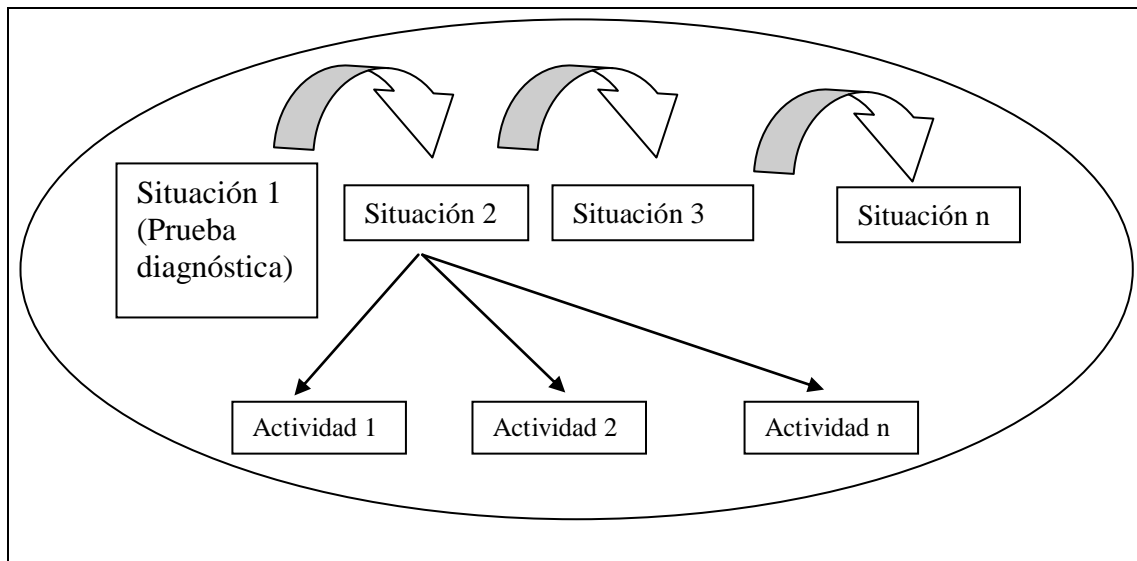 Situación 1
(Prueba
diagnóstica)
Situación 2
Situación 3
Situación n
Actividad 1
Actividad 2
Actividad n